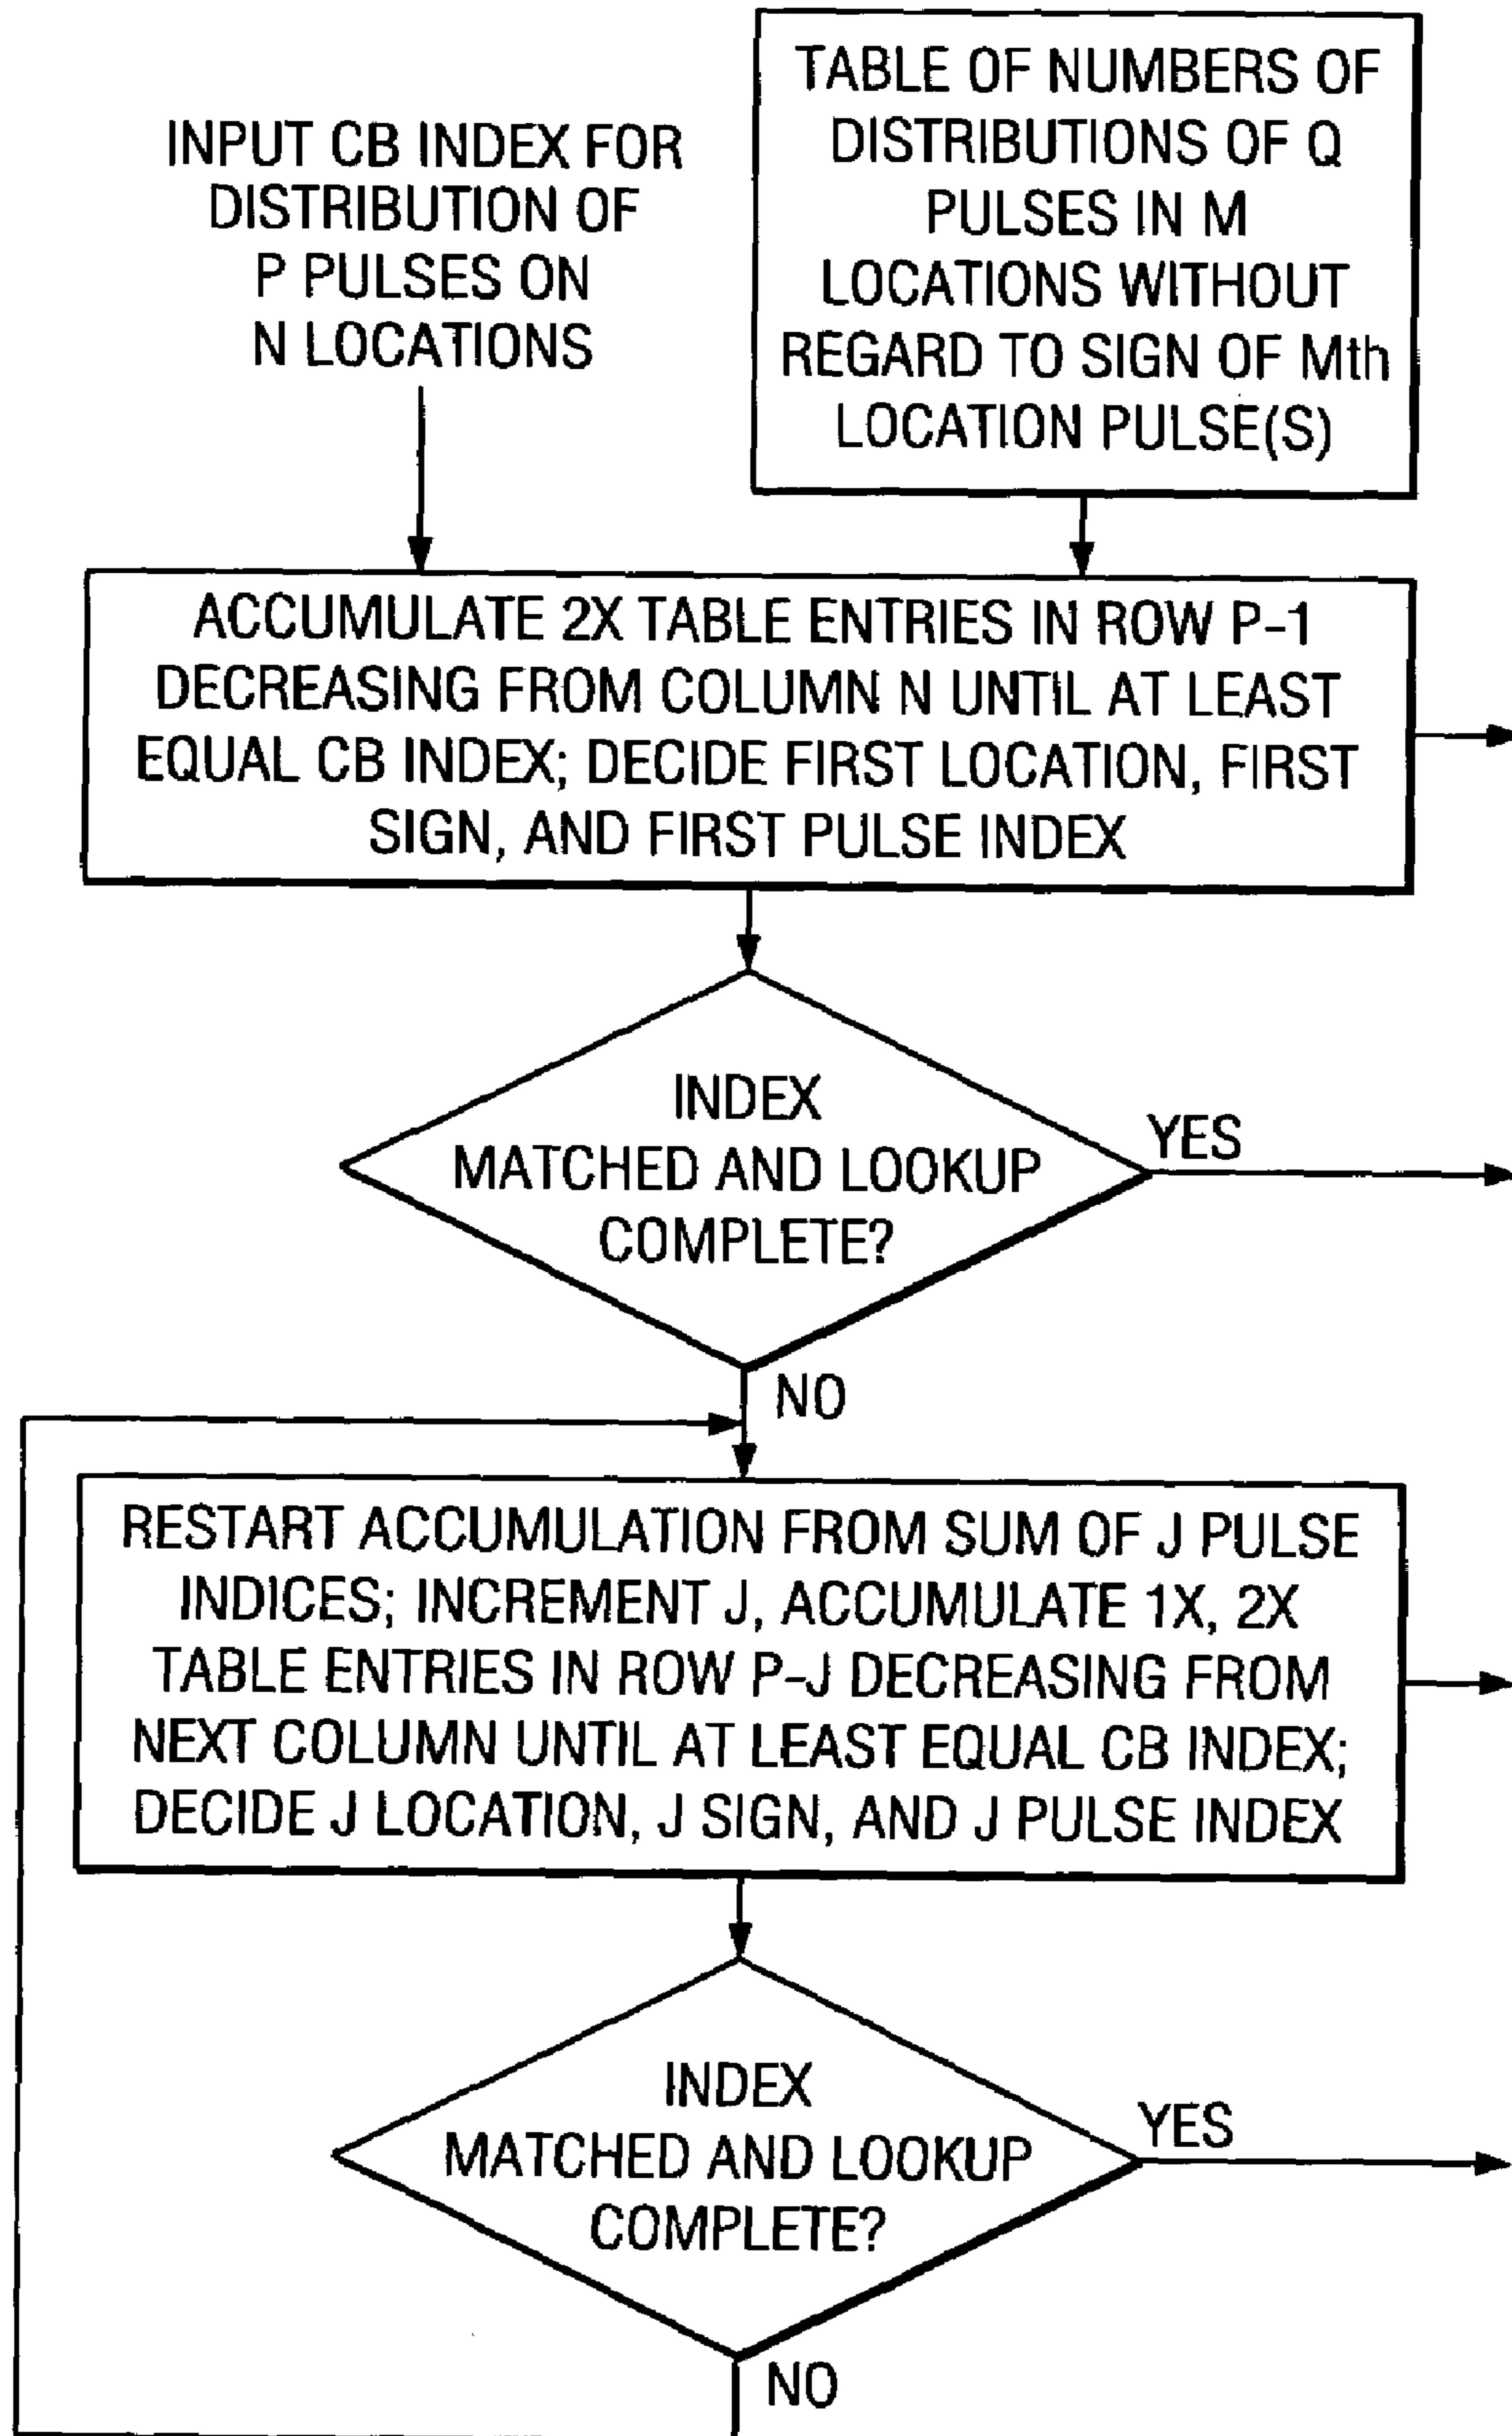 INPUT CB INDEX FOR
DISTRIBUTION OF
P PULSES ON
N LOCATIONS
TABLE OF NUMBERS OF
DISTRIBUTIONS OF Q
PULSES IN M
LOCATIONS WITHOUT
REGARD TO SIGN OF Mth
LOCATION PULSE(S)
ACCUMULATE 2X TABLE ENTRIES IN ROW P-1
DECREASING FROM COLUMN N UNTIL AT LEAST
EQUAL CB INDEX; DECIDE FIRST LOCATION, FIRST
SIGN, AND FIRST PULSE INDEX
INDEX
MATCHED AND LOOKUP
COMPLETE?
YES
NO
RESTART ACCUMULATION FROM SUM OF J PULSE
INDICES; INCREMENT J, ACCUMULATE 1X, 2X
TABLE ENTRIES IN ROW P-J DECREASING FROM
NEXT COLUMN UNTIL AT LEAST EQUAL CB INDEX;
DECIDE J LOCATION, J SIGN, AND J PULSE INDEX
INDEX
MATCHED AND LOOKUP
COMPLETE?
YES
NO